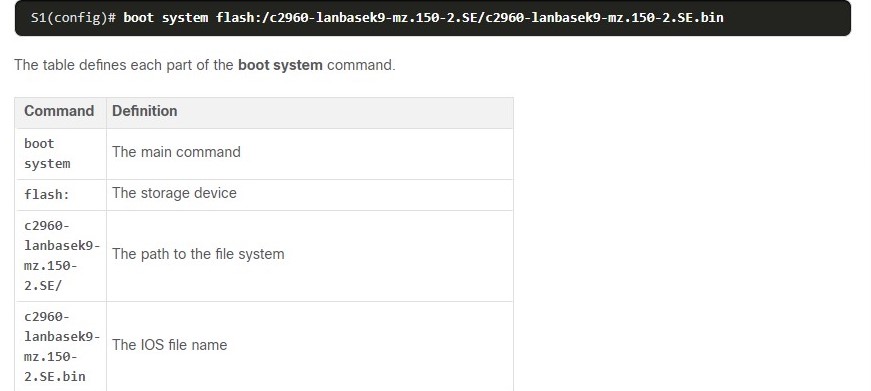 S1(config)# boot system flash:/c2960-lanbasek9-mz.150-2.SE/c2960-lanbasek9-mz.150-2.SE.bin
The table defines each part of the boot system command.
Command Definition
boot
system
The main command
flash:
The storage device
c2960-
lanbasek9-
mz.150-
2.SE/
The path to the file system
c2960-
lanbasek9-
mz.150-
2.SE.bin
The IOS file name